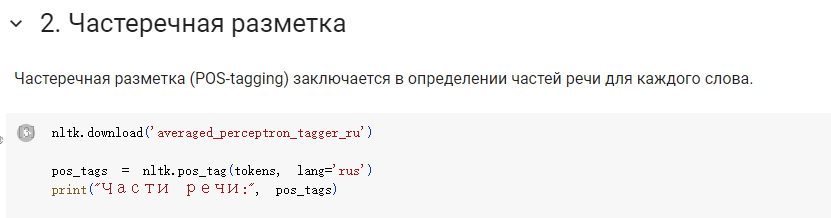 2. Частеречная разметка
Частеречная разметка (POS-tagging) заключается в определении частей речи для каждого слова.
nltk.download('averaged_perceptron_tagger_ru')
pos_tags = nltk.pos_tag(tokens, lang='rus')
print("Части речи:", pos_tags)